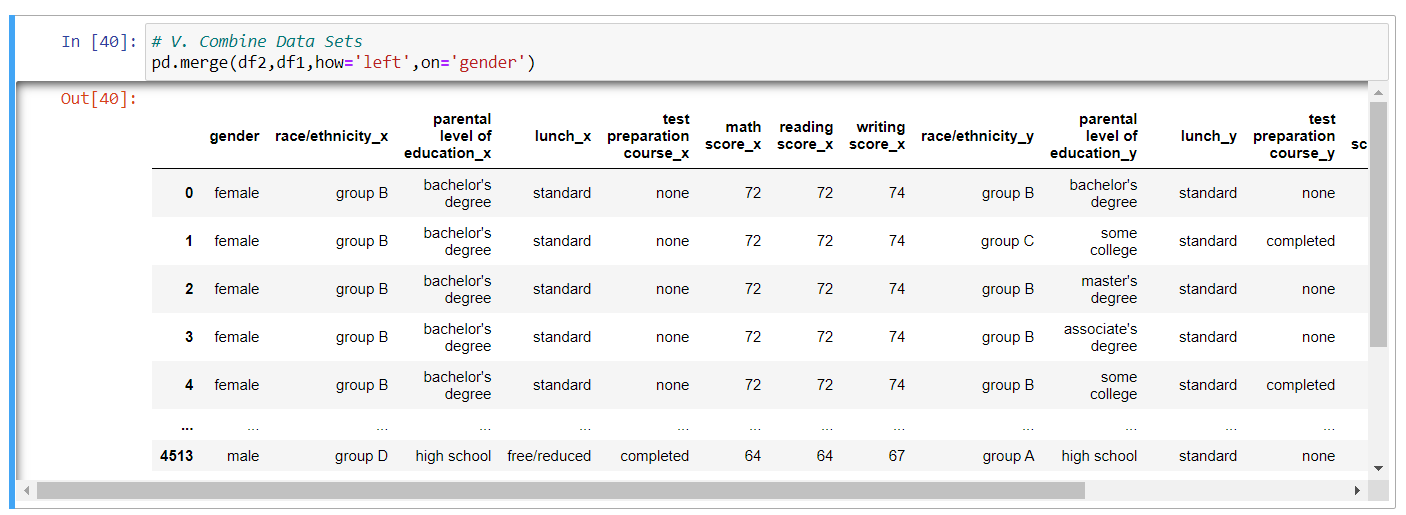 In [40]: # V. Combine Data Sets
pd.merge(df2,df1,how='left',on='gender')
Out[40]:
gender race/ethnicity_x parental level of education_x lunch_x test preparation course_x math score_x reading score_x writing score_x race/ethnicity_y parental level of education_y lunch_y test preparation course_y sc
0 female group B bachelor's degree standard none 72 72 74 group B bachelor's degree standard none
1 female group B bachelor's degree standard none 72 72 74 group C some college standard completed
2 female group B bachelor's degree standard none 72 72 74 group B master's degree standard none
3 female group B bachelor's degree standard none 72 72 74 group B associate's degree standard none
4 female group B bachelor's degree standard none 72 72 74 group B some college standard completed
... ... ... ... ... ... ... ... ... ... ... ... ...
4513 male group D high school free/reduced completed 64 64 67 group A high school standard none